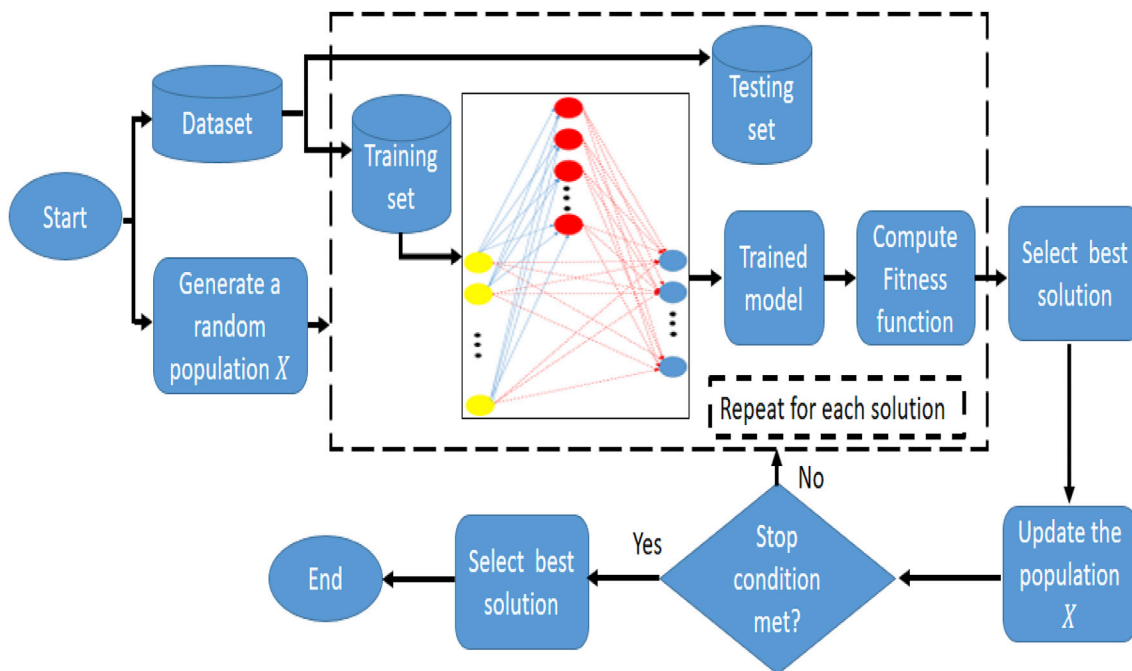 Start
Dataset
Generate a
random
population X
Training
set
Testing
set
Trained
model
Compute
Fitness
function
Repeat for each solution
Select best
solution
Update the
population
X
Stop
condition
met?
No
Yes
Select best
solution
End